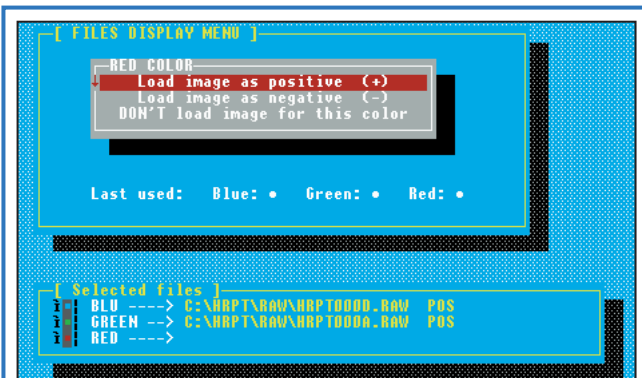 [ FILES DISPLAY MENU ]
RED COLOR
Load image as positive (+)
Load image as negative (-)
DON'T load image for this color
Last used: Blue: • Green: • Red: •
[ Selected files ]
BLU ----> C:\HRPT\RAW\HRPT000D.RAW POS
GREEN --> C:\HRPT\RAW\HRPT000A.RAW POS
RED ---->